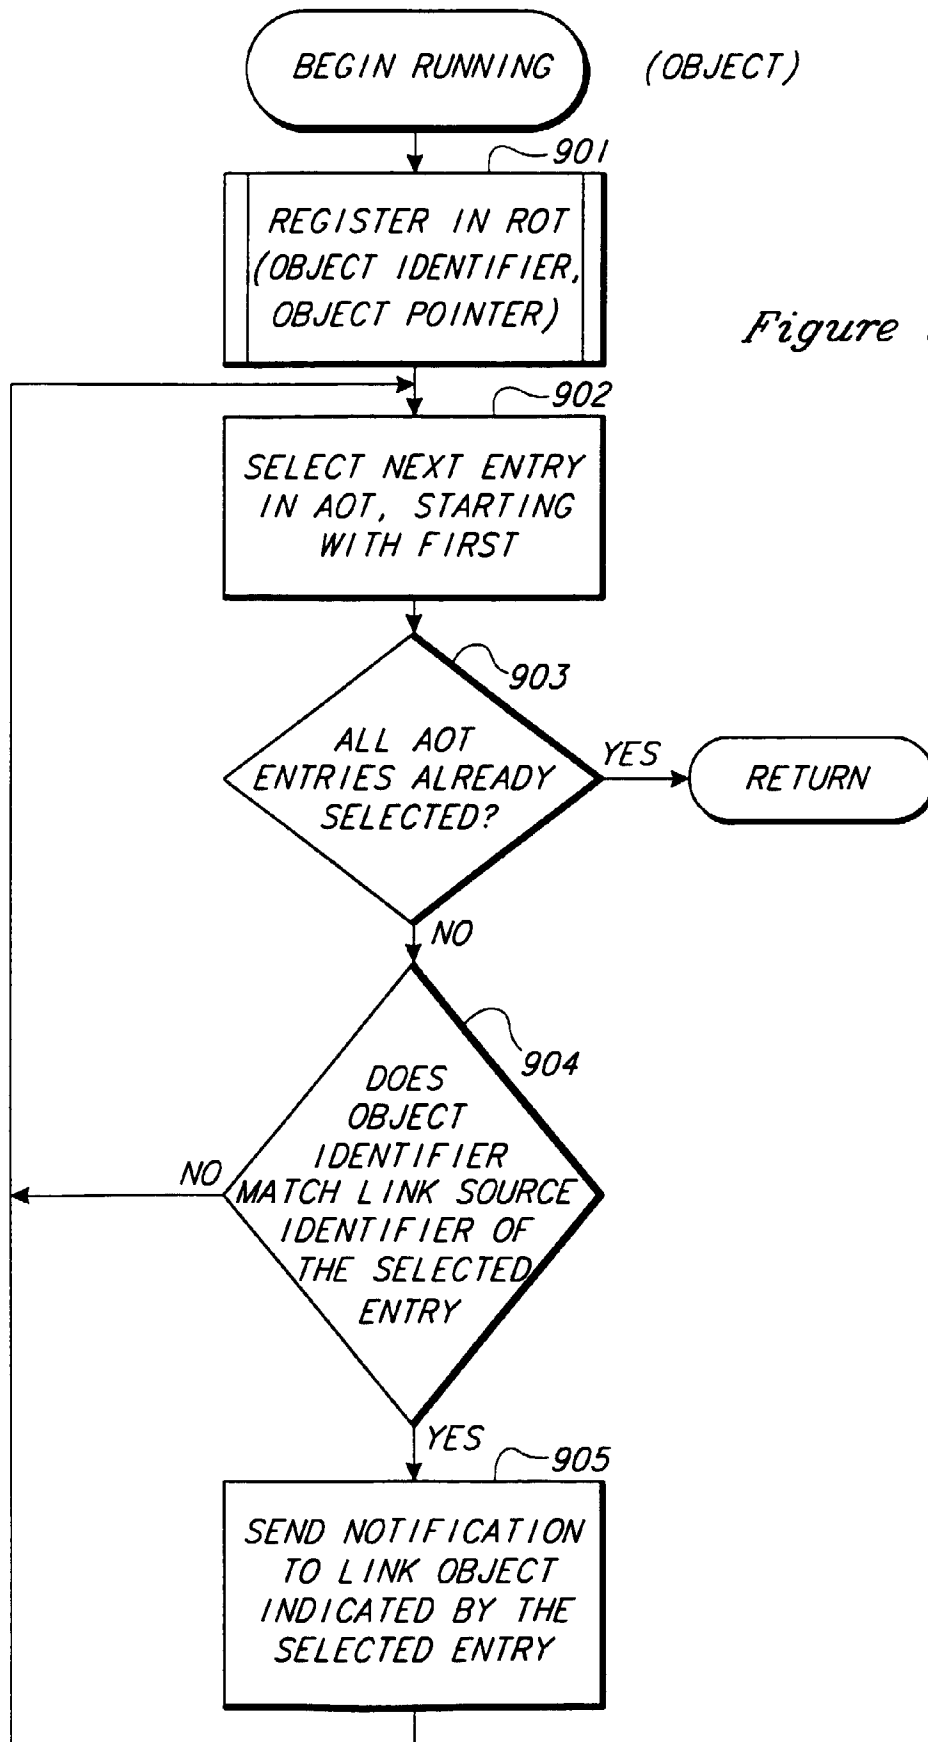 BEGIN RUNNING (OBJECT)
901
REGISTER IN ROT
(OBJECT IDENTIFIER,
OBJECT POINTER)
Figure
902
SELECT NEXT ENTRY
IN AOT, STARTING
WITH FIRST
903
ALL AOT
ENTRIES ALREADY
SELECTED?
YES
RETURN
NO
904
DOES
OBJECT
IDENTIFIER
MATCH LINK SOURCE
IDENTIFIER OF
THE SELECTED
ENTRY
NO
YES
905
SEND NOTIFICATION
TO LINK OBJECT
INDICATED BY THE
SELECTED ENTRY